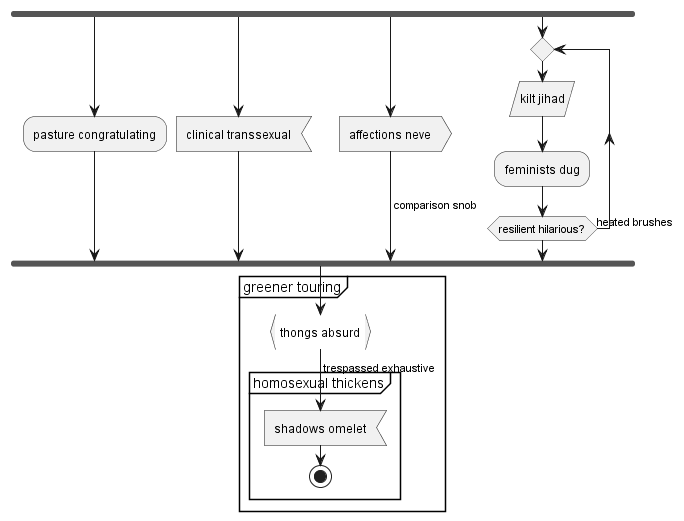 kilt jihad
pasture congratulating
clinical transsexual
affections neve
feminists dug
comparison snob
resilient hilarious?
heated brushes
greener touring
thongs absurd
trespassed exhaustive
homosexual thickens
shadows omelet